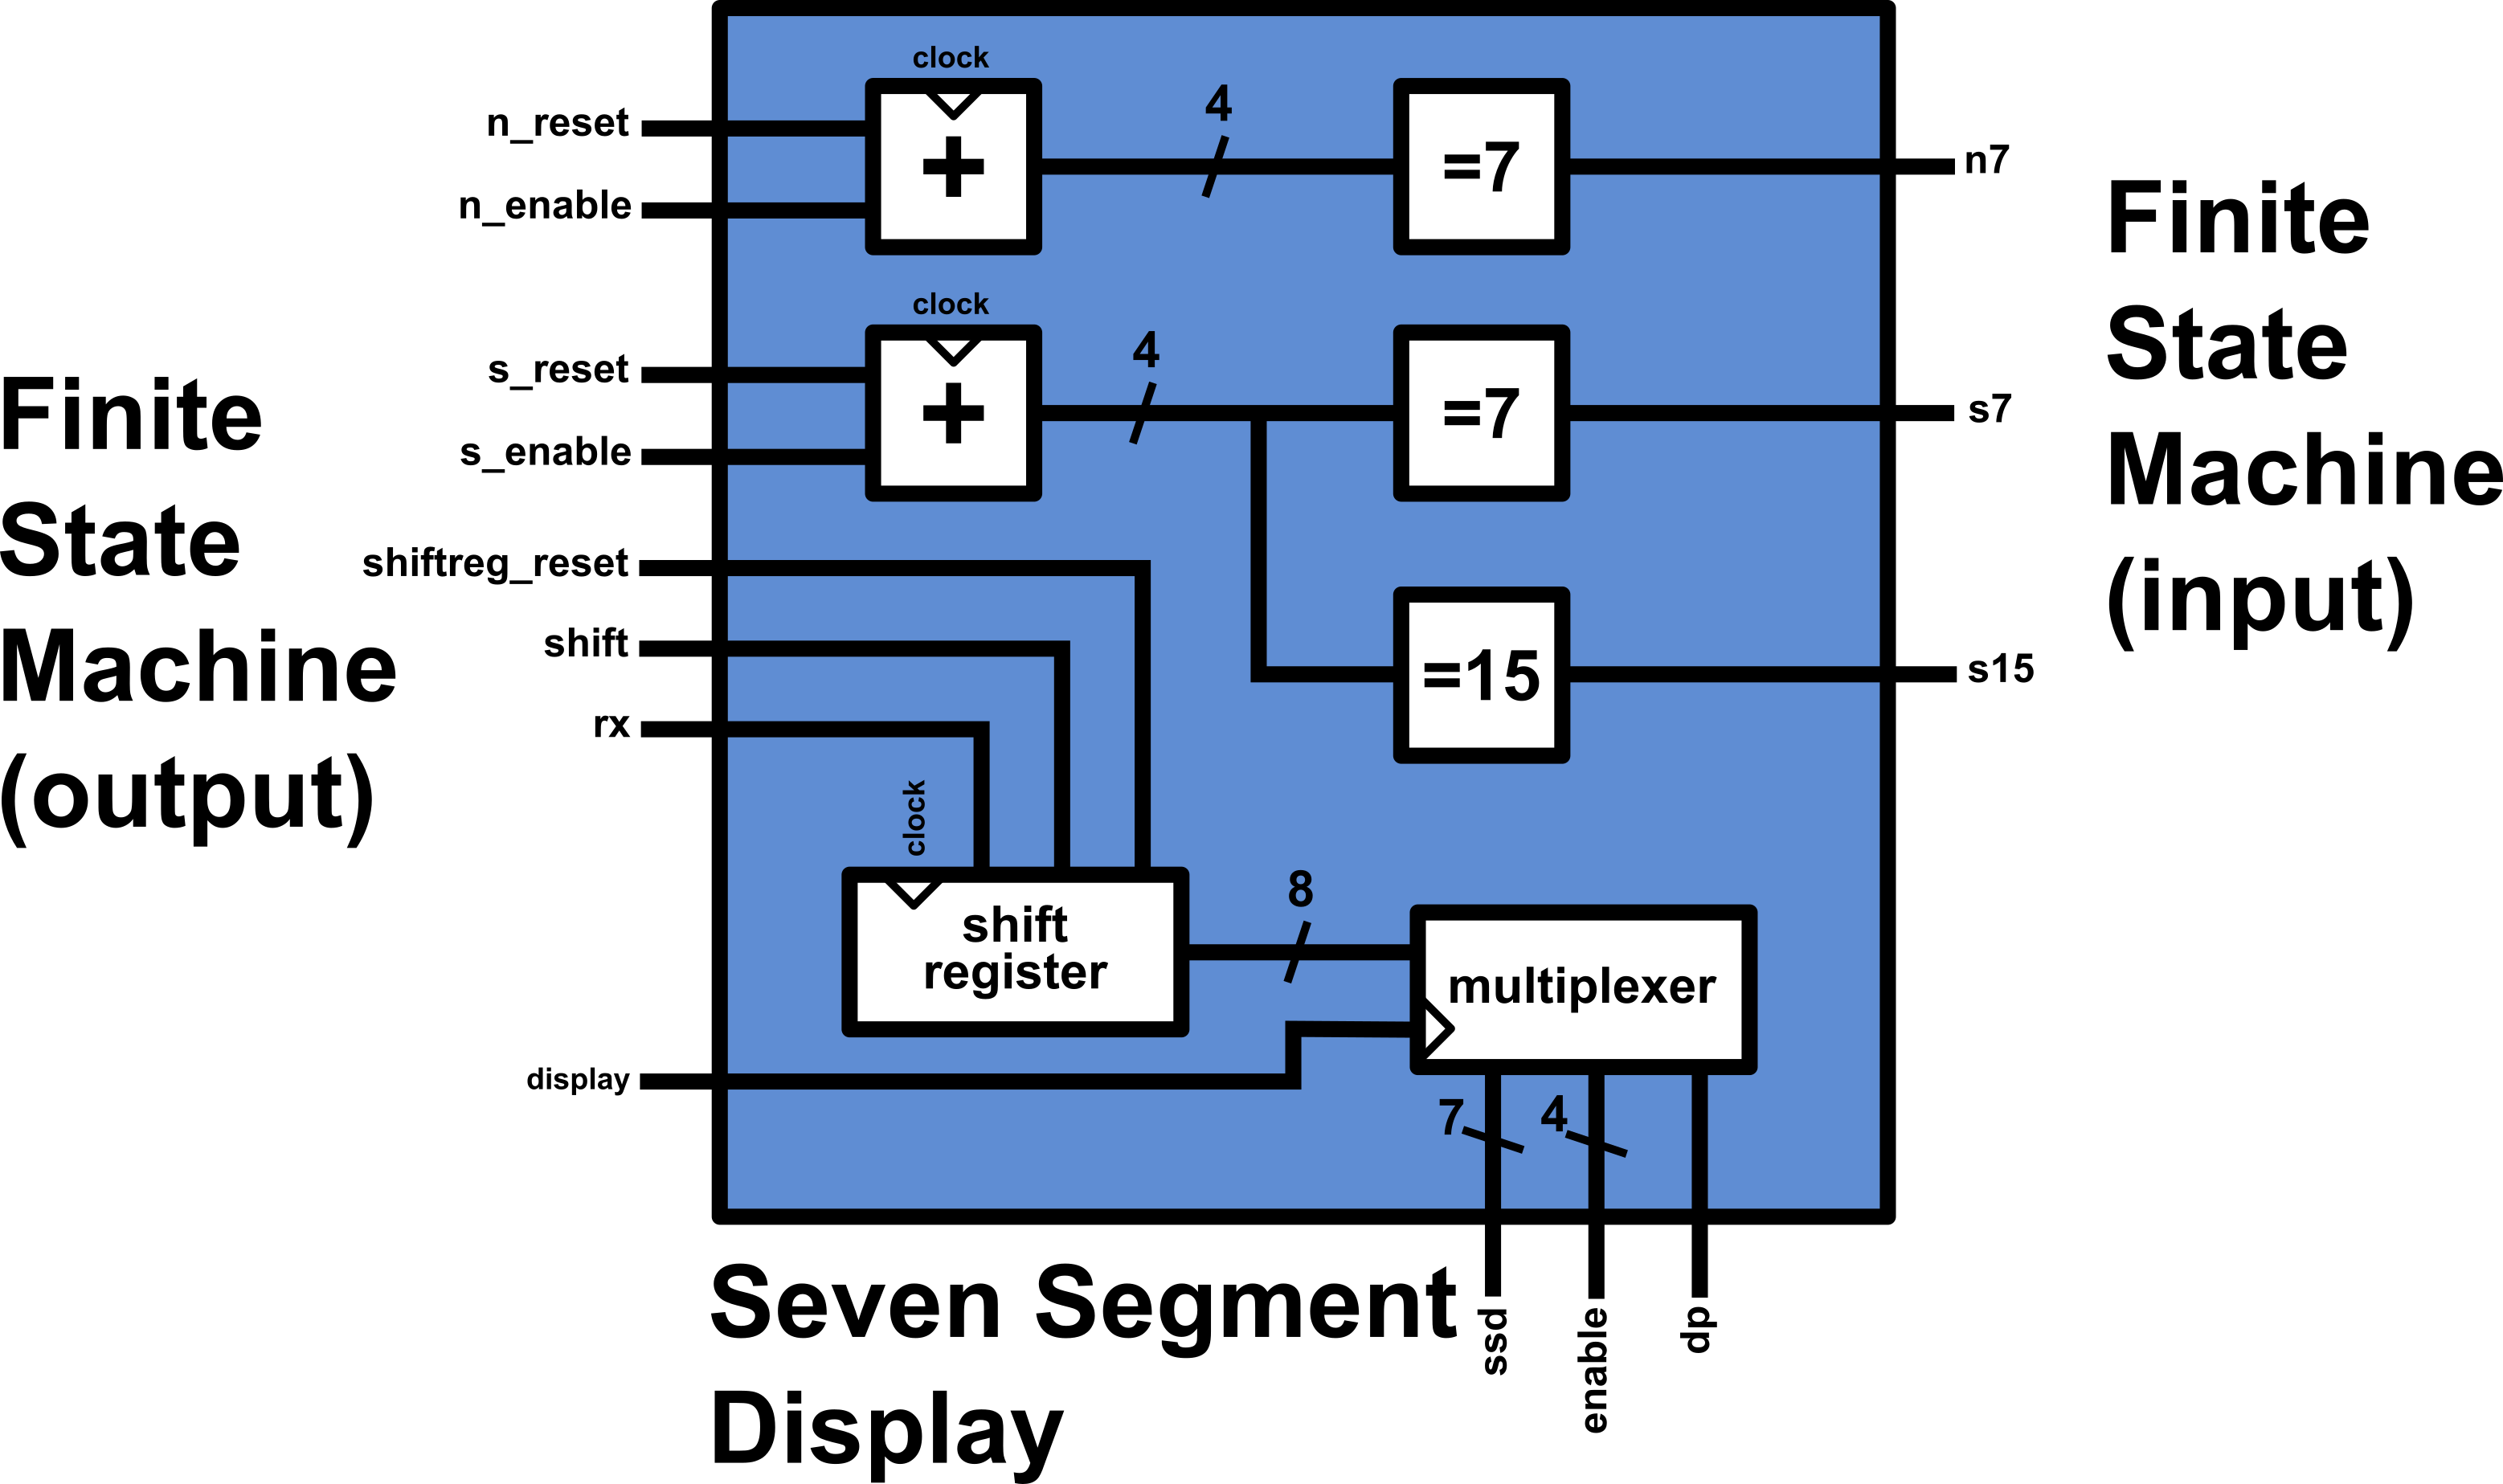 clock
n_reset
n_enable
+
4
=7
n7
clock
s_reset
s_enable
+
4
=7
s7
shiftreg_reset
shift
rx
=15
s15
clock
shift
register
8
multiplexer
display
7
4
ssd
enable
dp
Finite
State
Machine
(output)
Finite
State
Machine
(input)
Seven Segment
Display